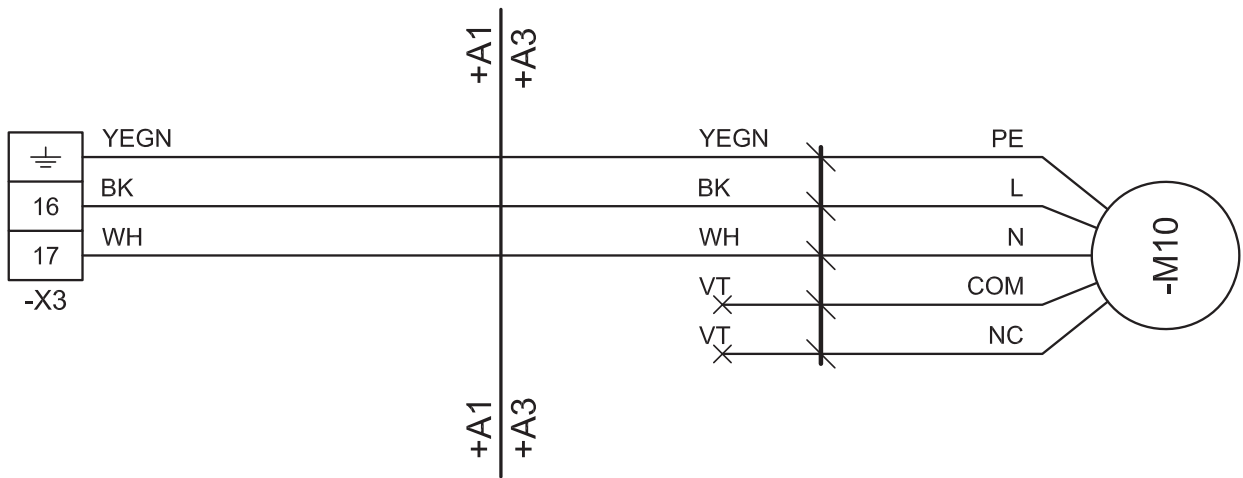 +A1 +A3
YEGN YEGN PE
16 BK BK L
17 WH WH N
-X3 VT COM
VT NC
-M10
+A1 +A3